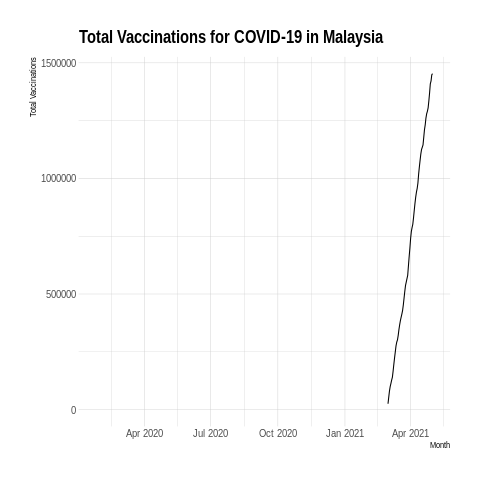 Total Vaccinations for COVID-19 in Malaysia
Total Vaccinations
1500000
1000000
500000
0
Apr 2020 Jul 2020 Oct 2020 Jan 2021 Apr 2021
Month